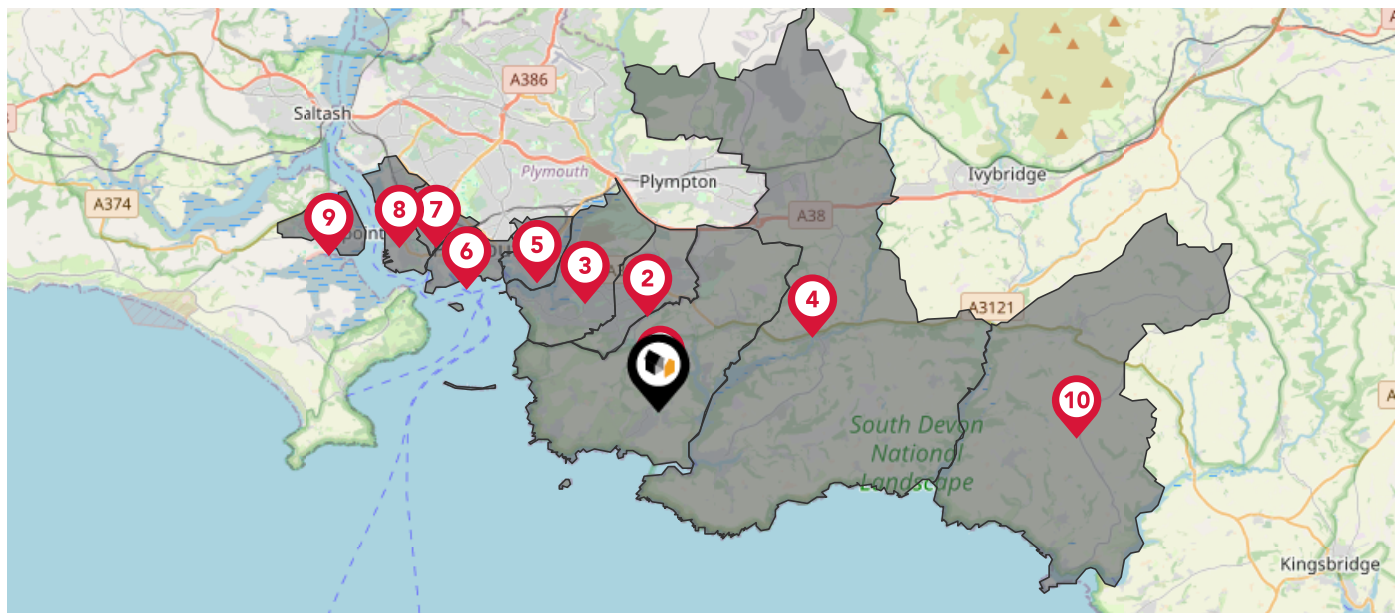 A386
Saltash
Plymouth
Plympton
Ivybridge
A374
A38
9
8
7
6
5
3
2
4
10
point
A3121
South Devon
National
Landscape
Kingsbridge